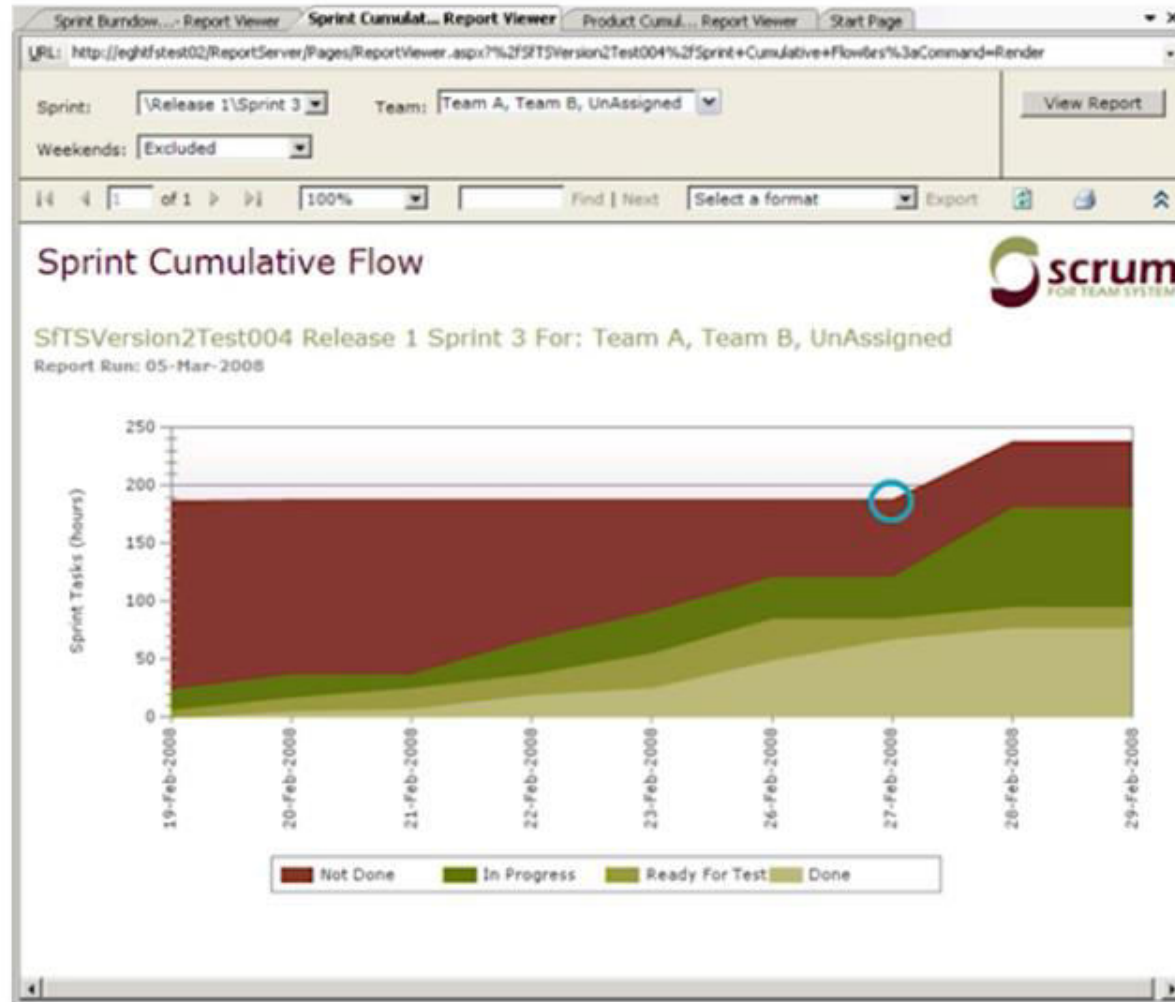 Sprint Burndow...- Report Viewer
Sprint Cumulat... Report Viewer
Product Cumul... Report Viewer
Start Page
URL: http://eghtfstest02/ReportServer/Pages/ReportViewer.aspx?%2fSfTSVersion2Test004%2fSprint+Cumulative+Flow&rs%3aCommand=Render
Sprint: \Release 1\Sprint 3
Team: Team A, Team B, UnAssigned
View Report
Weekends: Excluded
1 of 1
100%
Find | Next
Select a format
Export
Sprint Cumulative Flow
scrum
FOR TEAM SYSTEM
SfTSVersion2Test004 Release 1 Sprint 3 For: Team A, Team B, UnAssigned
Report Run: 05-Mar-2008
Sprint Tasks (hours)
250
200
150
100
50
0
19-Feb-2008
20-Feb-2008
21-Feb-2008
22-Feb-2008
23-Feb-2008
26-Feb-2008
27-Feb-2008
28-Feb-2008
29-Feb-2008
Not Done
In Progress
Ready For Test
Done